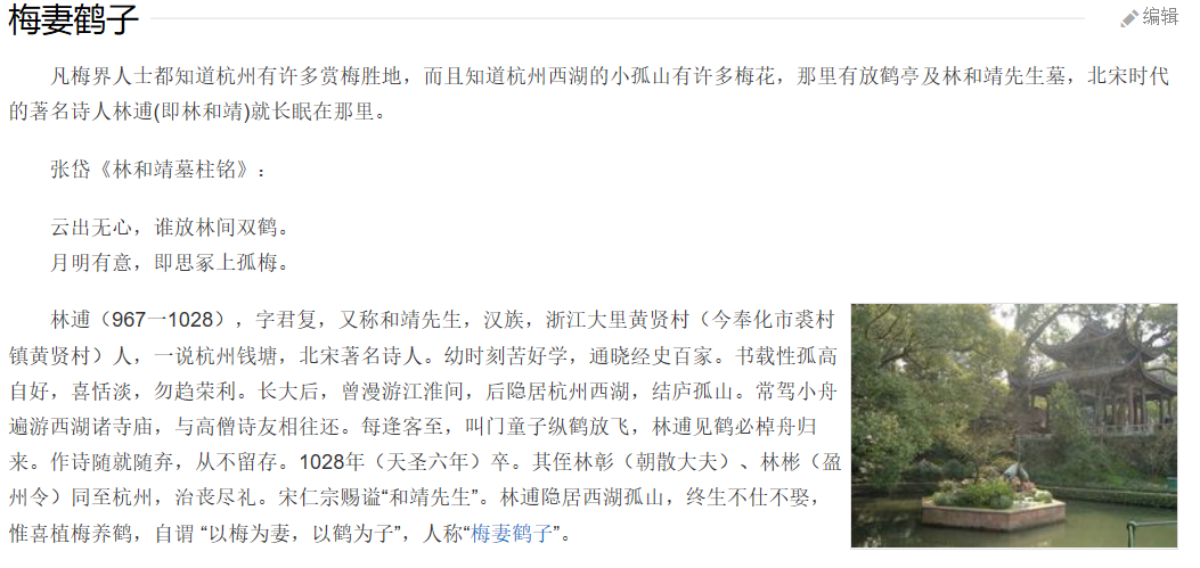 梅妻鹤子
编辑
凡梅界人士都知道杭州有许多赏梅胜地，而且知道杭州西湖的小孤山有许多梅花，那里有放鹤亭及林和靖先生墓，北宋时代
的著名诗人林逋(即林和靖)就长眠在那里。
张岱《林和靖墓柱铭》：
云出无心，谁放林间双鹤。
月明有意，即思冢上孤梅。
林逋（967一1028），字君复，又称和靖先生，汉族，浙江大里黄贤村（今奉化市裘村
镇黄贤村）人，一说杭州钱塘，北宋著名诗人。幼时刻苦好学，通晓经史百家。书载性孤高
自好，喜恬淡，勿趋荣利。长大后，曾漫游江淮间，后隐居杭州西湖，结庐孤山。常驾小舟
遍游西湖诸寺庙，与高僧诗友相往还。每逢客至，叫门童子纵鹤放飞，林逋见鹤必棹舟归
来。作诗随就随弃，从不留存。1028年（天圣六年）卒。其侄林彰（朝散大夫）、林彬（盈
州令）同至杭州，治丧尽礼。宋仁宗赐谥“和靖先生”。林逋隐居西湖孤山，终生不仕不娶，
惟喜植梅养鹤，自谓 “以梅为妻，以鹤为子”，人称“梅妻鹤子”。